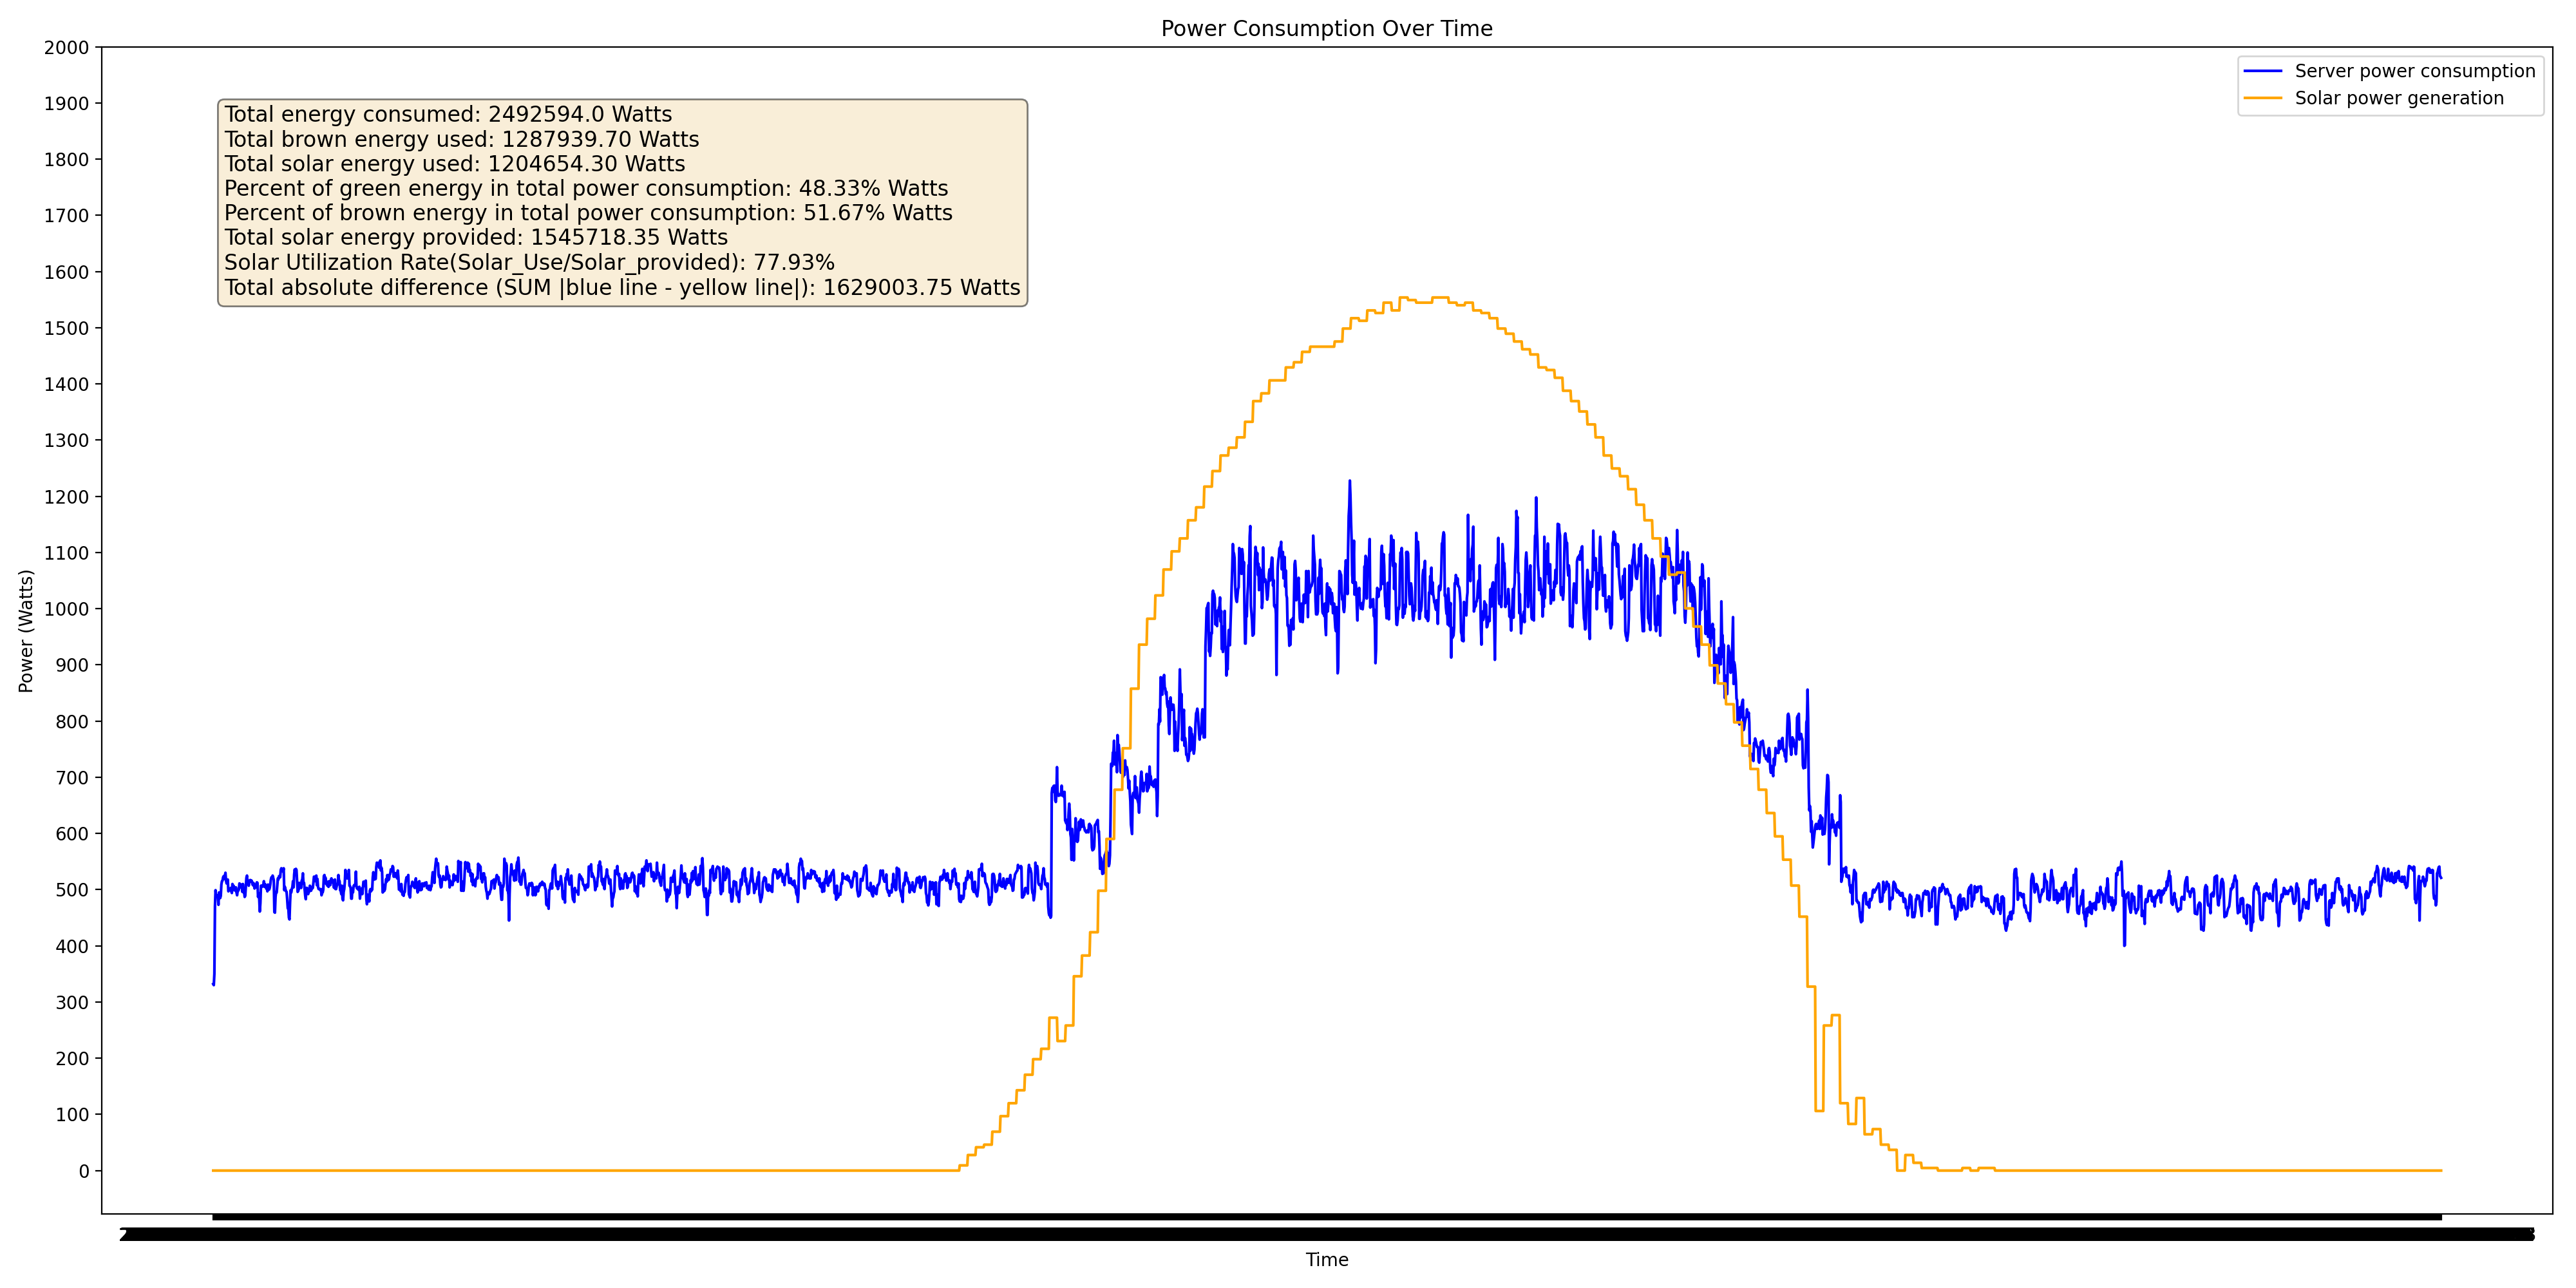 Power Consumption Over Time
2000
1900
1800
1700
1600
1500
1400
1300
1200
1100
1000
900
800
700
600
500
400
300
200
100
0
Power (Watts)
Total energy consumed: 2492594.0 Watts
Total brown energy used: 1287939.70 Watts
Total solar energy used: 1204654.30 Watts
Percent of green energy in total power consumption: 48.33% Watts
Percent of brown energy in total power consumption: 51.67% Watts
Total solar energy provided: 1545718.35 Watts
Solar Utilization Rate(Solar_Use/Solar_provided): 77.93%
Total absolute difference (SUM |blue line - yellow line|): 1629003.75 Watts
Server power consumption
Solar power generation
Time